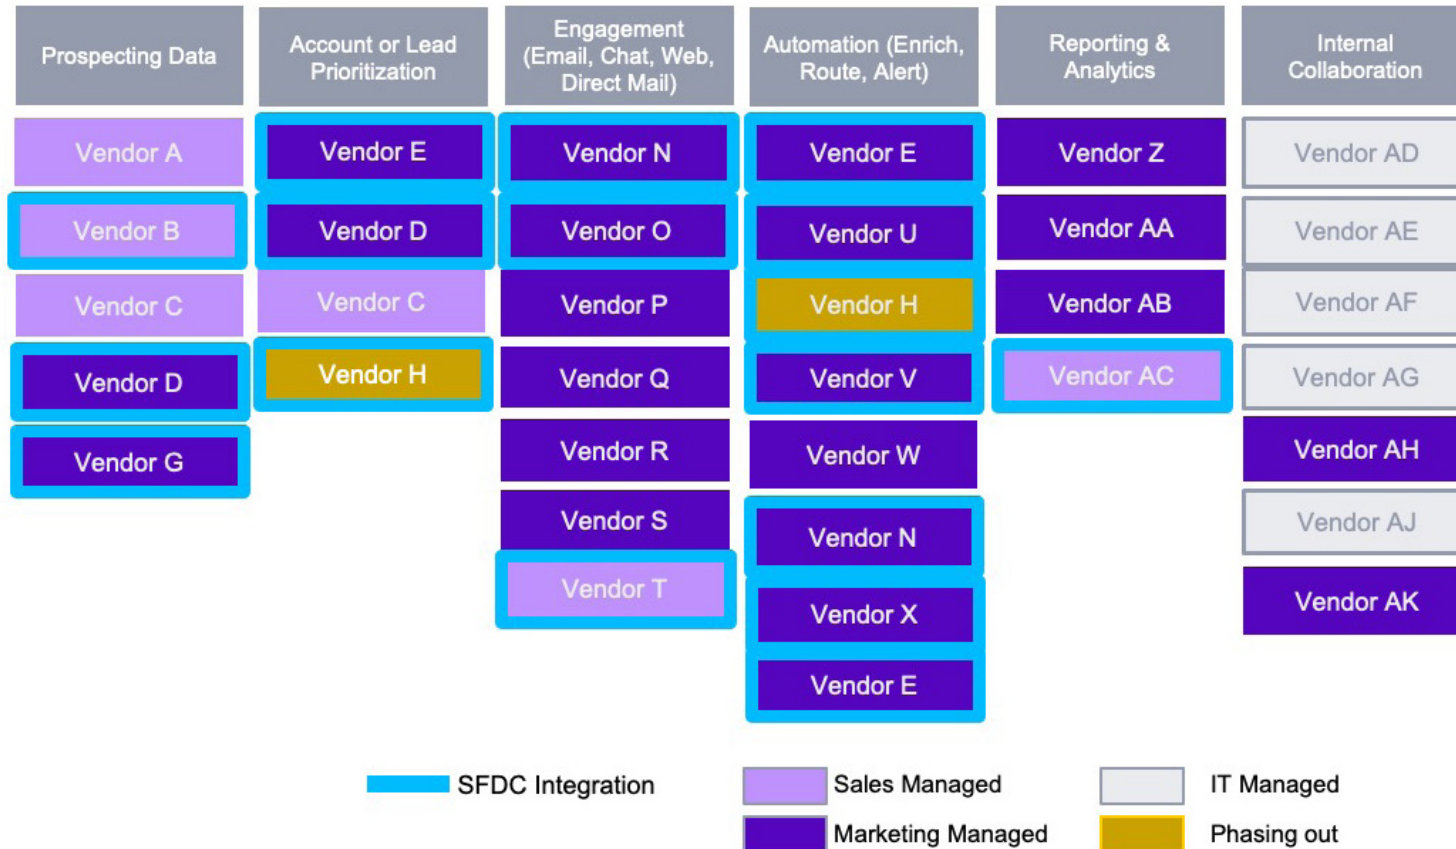 Prospecting Data
Account or Lead
Prioritization
Engagement
(Email, Chat, Web,
Direct Mail)
Automation (Enrich,
Route, Alert)
Reporting &
Analytics
Internal
Collaboration
Vendor A
Vendor B
Vendor C
Vendor D
Vendor G
Vendor E
Vendor D
Vendor C
Vendor H
Vendor N
Vendor O
Vendor P
Vendor Q
Vendor R
Vendor S
Vendor T
Vendor E
Vendor U
Vendor H
Vendor V
Vendor W
Vendor N
Vendor X
Vendor E
Vendor Z
Vendor AA
Vendor AB
Vendor AC
Vendor AD
Vendor AE
Vendor AF
Vendor AG
Vendor AH
Vendor AJ
Vendor AK
SFDC Integration
Sales Managed
IT Managed
Marketing Managed
Phasing out